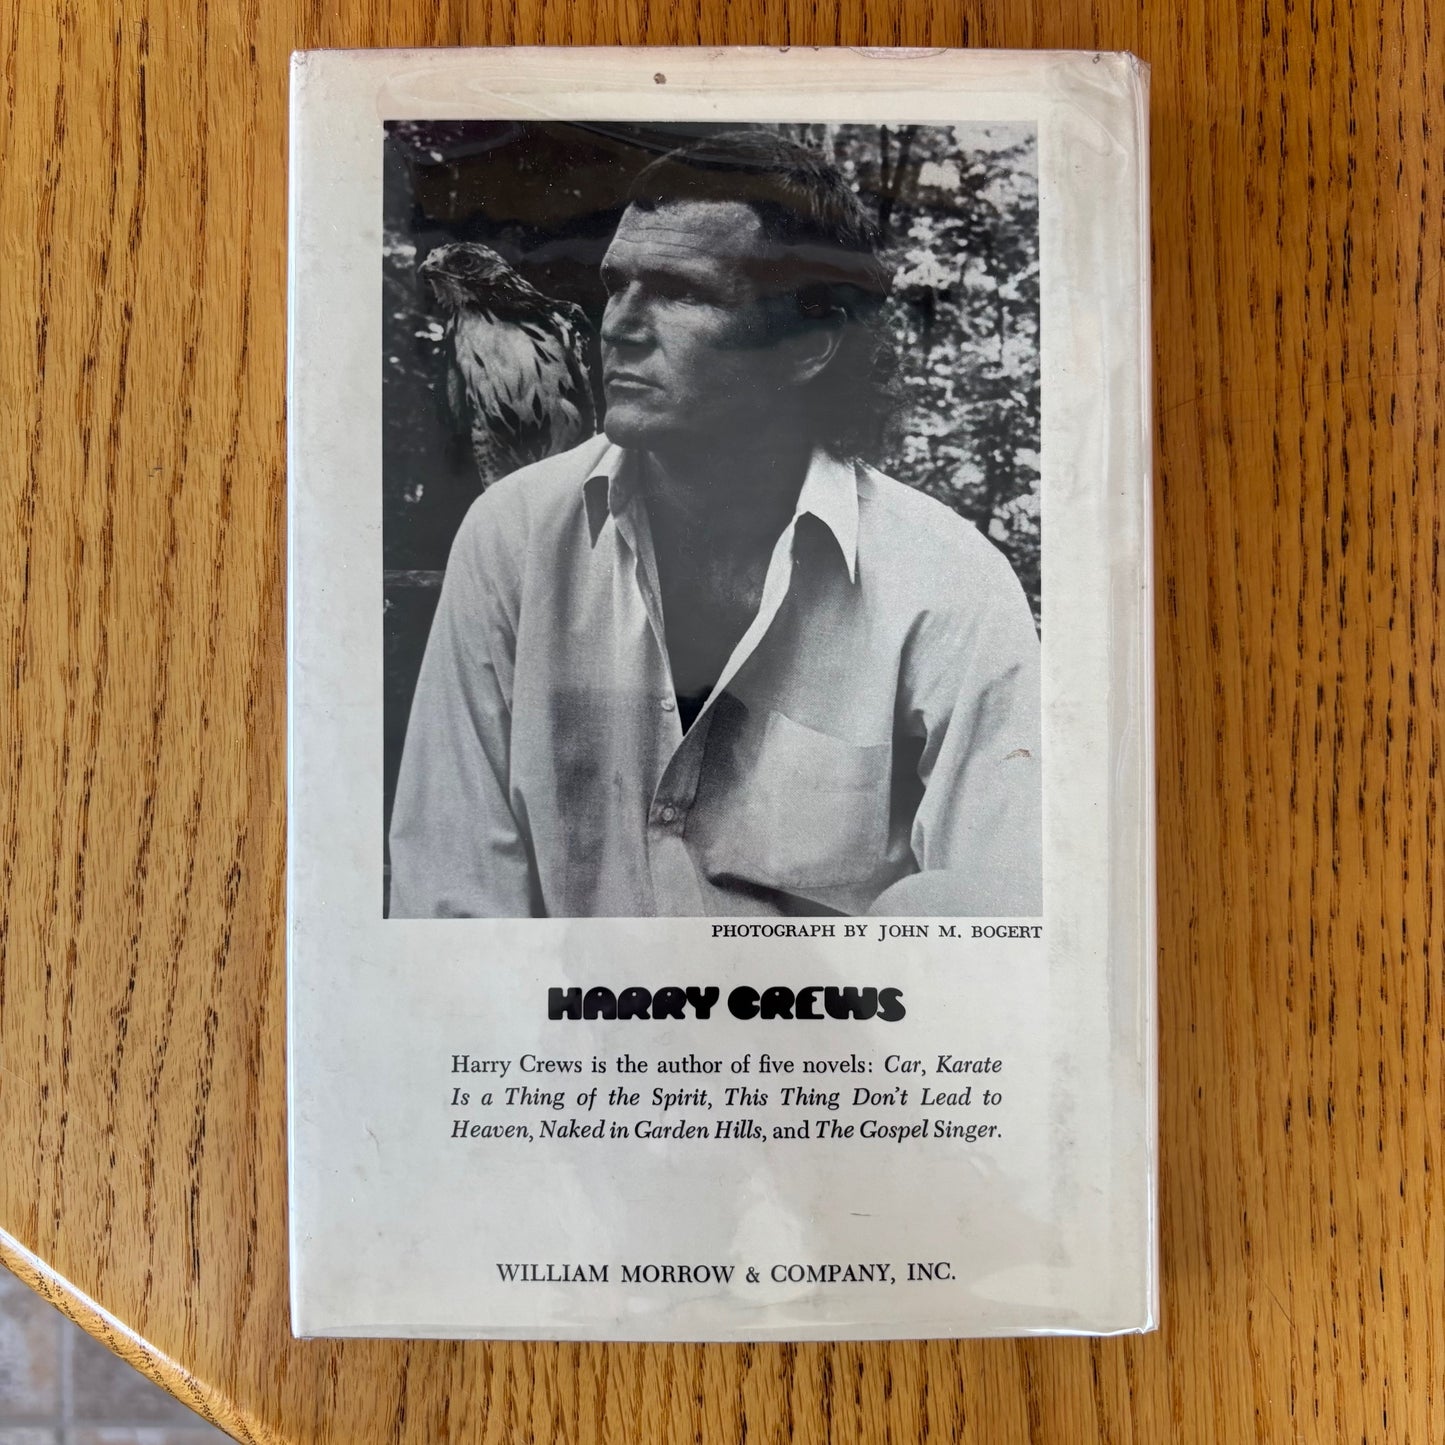 PHOTOGRAPH BY JOHN M. BOGERT
HARRY CREWS
Harry Crews is the author of five novels: Car, Karate
Is a Thing of the Spirit, This Thing Don't Lead to
Heaven, Naked in Garden Hills, and The Gospel Singer.
WILLIAM MORROW & COMPANY, INC.